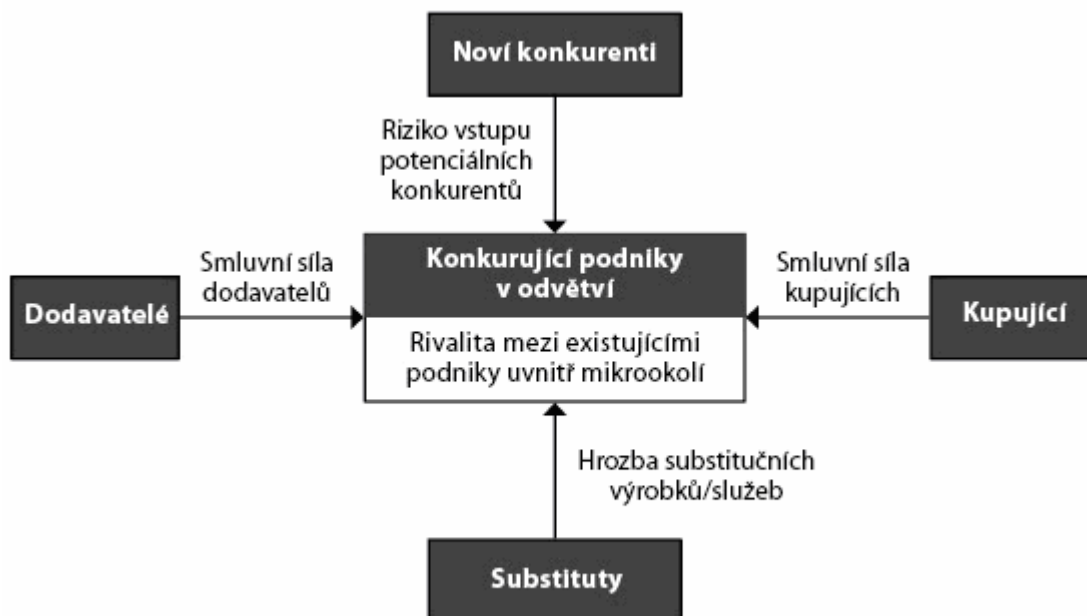 Noví konkurenti
Riziko vstupu
potenciálních
konkurentů
Smluvní síla
dodavatelů
Dodavatelé
Konkurující podniky
v odvětví
Rivalita mezi existujícími
podniky uvnitř mikrookolí
Smluvní síla
kupujících
Kupující
Hrozba substitučních
výrobků/služeb
Substituty